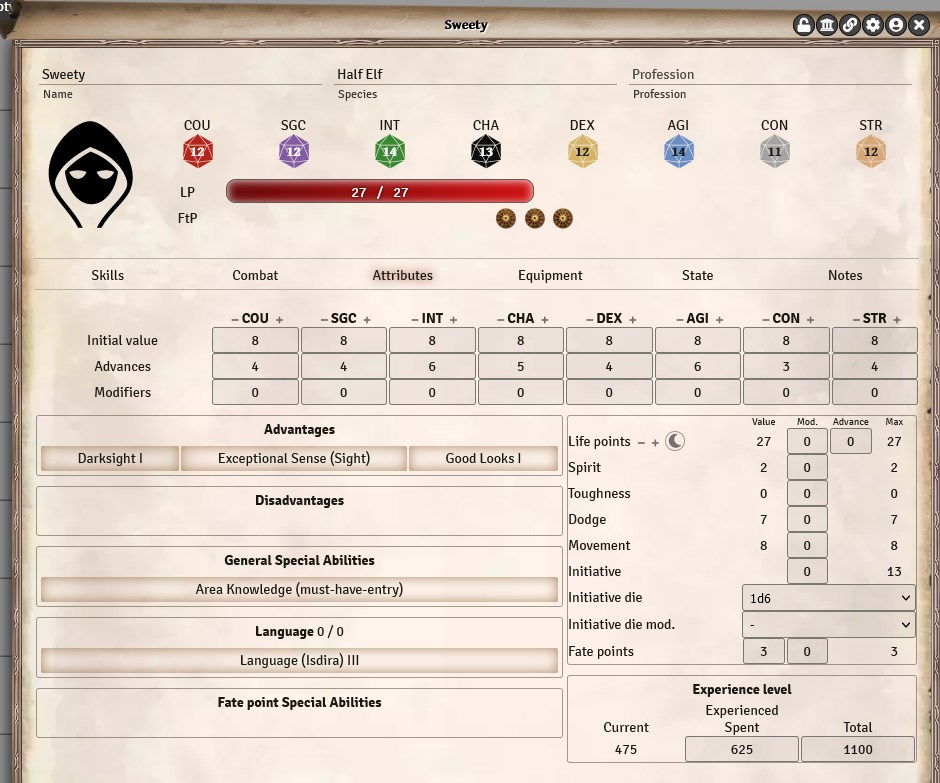 Sweety
Sweety Half Elf Profession
Name Species Profession
COU SGC INT CHA DEX AGI CON STR
12 12 14 13 12 14 11 12
LP 27 / 27
FtP
Skills Combat Attributes Equipment State Notes
− COU + − SGC + − INT + − CHA + − DEX + − AGI + − CON + − STR +
Initial value 8 8 8 8 8 8 8 8
Advances 4 4 6 5 4 6 3 4
Modifiers 0 0 0 0 0 0 0 0
Advantages
Darksight I Exceptional Sense (Sight) Good Looks I
Disadvantages
General Special Abilities
Area Knowledge (must-have-entry)
Language 0 / 0
Language (Isdira) III
Fate point Special Abilities
Value Mod. Advance Max
Life points − + 27 0 0 27
Spirit 2 0 2
Toughness 0 0 0
Dodge 7 0 7
Movement 8 0 8
Initiative 0 13
Initiative die 1d6
Initiative die mod. -
Fate points 3 0 3
Experience level
Experienced
Current Spent Total
475 625 1100